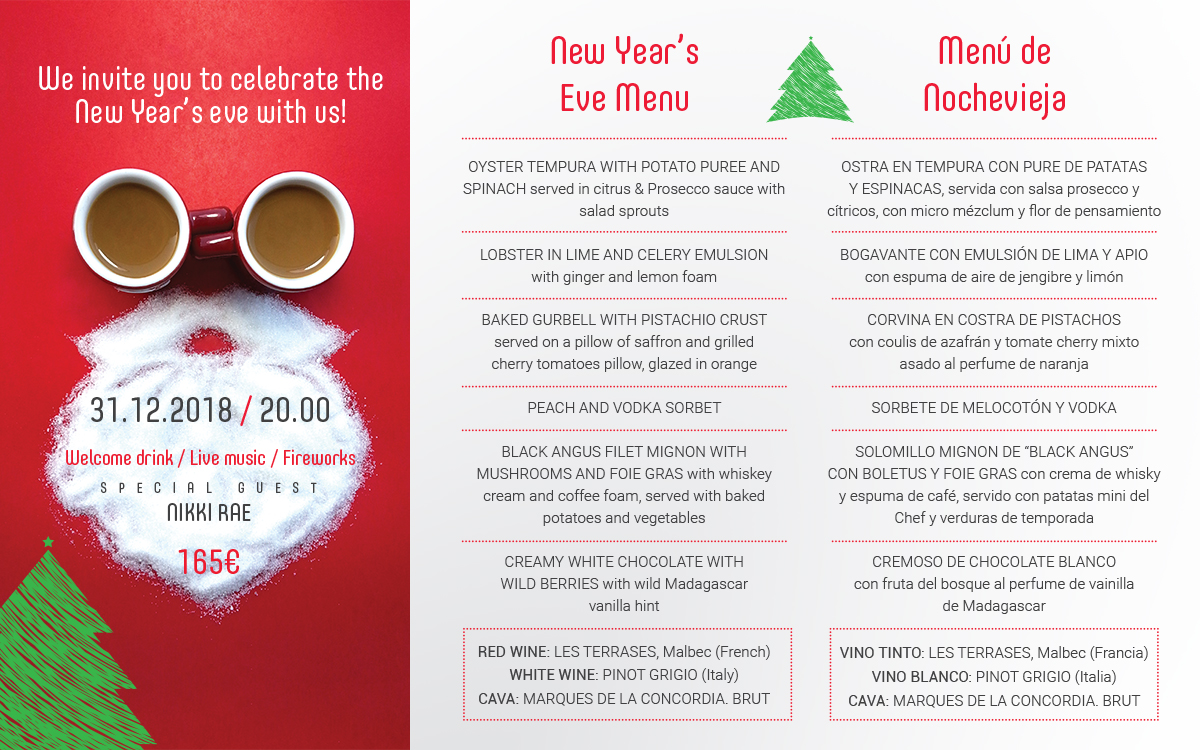 We invite you to celebrate the
New Year's eve with us!
31.12.2018 / 20.00
Welcome drink / Live music / Fireworks
SPECIAL GUEST
NIKKI RAE
165€
New Year's
Eve Menu
OYSTER TEMPURA WITH POTATO PUREE AND
SPINACH served in citrus & Prosecco sauce with
salad sprouts
LOBSTER IN LIME AND CELERY EMULSION
with ginger and lemon foam
BAKED GURBELL WITH PISTACHIO CRUST
served on a pillow of saffron and grilled
cherry tomatoes pillow, glazed in orange
PEACH AND VODKA SORBET
BLACK ANGUS FILET MIGNON WITH
MUSHROOMS AND FOIE GRAS with whiskey
cream and coffee foam, served with baked
potatoes and vegetables
CREAMY WHITE CHOCOLATE WITH
WILD BERRIES with wild Madagascar
vanilla hint
RED WINE: LES TERRASES, Malbec (French)
WHITE WINE: PINOT GRIGIO (Italy)
CAVA: MARQUES DE LA CONCORDIA. BRUT
Menú de
Nochevieja
OSTRA EN TEMPURA CON PURE DE PATATAS
Y ESPINACAS, servida con salsa prosecco y
cítricos, con micro mézclum y flor de pensamiento
BOGAVANTE CON EMULSIÓN DE LIMA Y APIO
con espuma de aire de jengibre y limón
CORVINA EN COSTRA DE PISTACHOS
con coulis de azafrán y tomate cherry mixto
asado al perfume de naranja
SORBETE DE MELOCOTÓN Y VODKA
SOLOMILLO MIGNON DE “BLACK ANGUS”
CON BOLETUS Y FOIE GRAS con crema de whisky
y espuma de café, servido con patatas mini del
Chef y verduras de temporada
CREMOSO DE CHOCOLATE BLANCO
con fruta del bosque al perfume de vainilla
de Madagascar
VINO TINTO: LES TERRASES, Malbec (Francia)
VINO BLANCO: PINOT GRIGIO (Italia)
CAVA: MARQUES DE LA CONCORDIA. BRUT